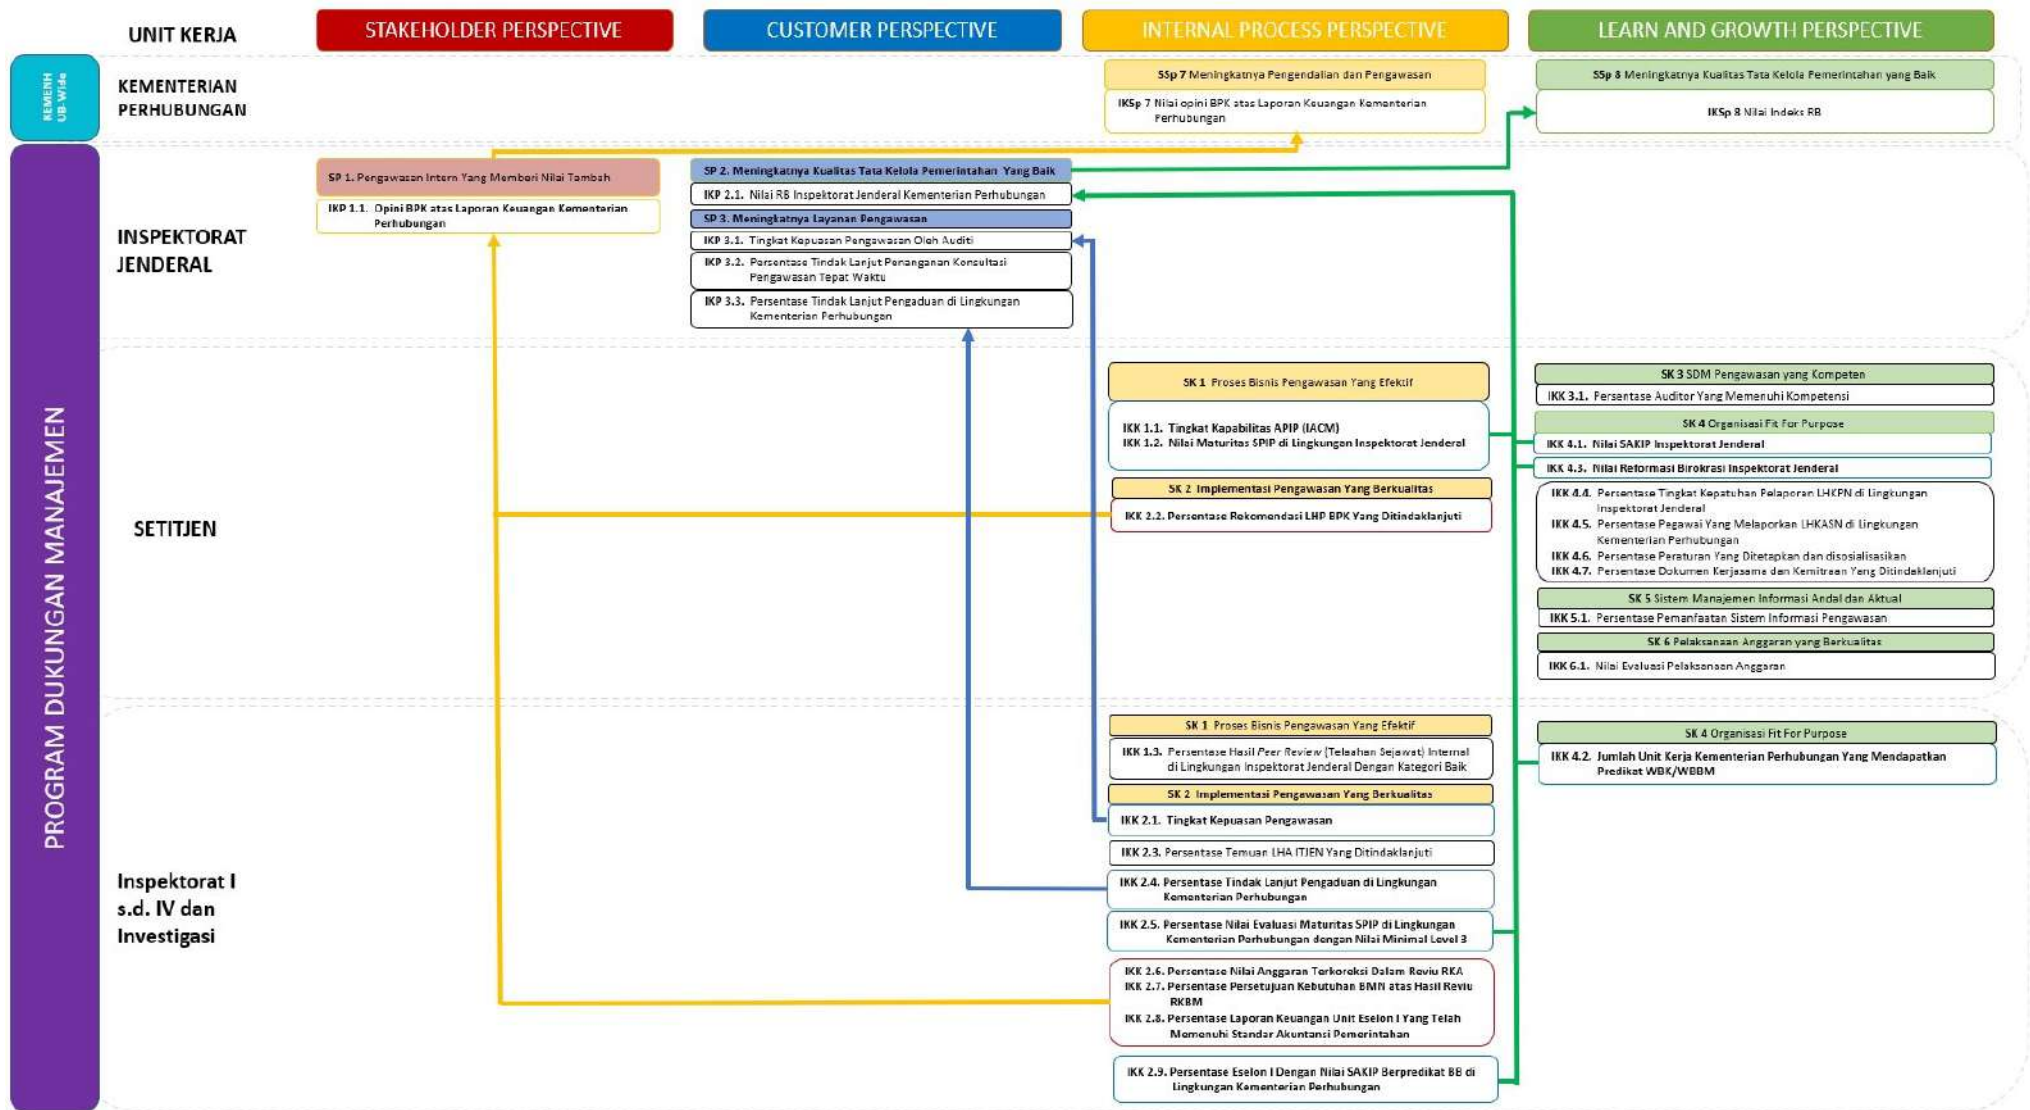 UNIT KERJA
STAKEHOLDER PERSPECTIVE
CUSTOMER PERSPECTIVE
INTERNAL PROCESS PERSPECTIVE
LEARN AND GROWTH PERSPECTIVE
KEMENH
UB-Wide
KEMENTERIAN
PERHUBUNGAN
SSp 7 Meningkatnya Pengendalian dan Pengawasan
IKSp 7 Nilai opini BPK atas Laporan Keuangan Kementerian
Perhubungan
SSp 8 Meningkatnya Kualitas Tata Kelola Pemerintahan yang Baik
IKSp 8 Nilai Indeks RB
PROGRAM DUKUNGAN MANAJEMEN
INSPEKTORAT
JENDERAL
SP 1. Pengawasan Intern Yang Memberi Nilai Tambah
IKP 1.1. Opini BPK atas Laporan Keuangan Kementerian
Perhubungan
SP 2. Meningkatnya Kualitas Tata Kelola Pemerintahan Yang Baik
IKP 2.1. Nilai RB Inspektorat Jenderal Kementerian Perhubungan
SP 3. Meningkatnya Layanan Pengawasan
IKP 3.1. Tingkat Kepuasan Pengawasan Oleh Auditi
IKP 3.2. Persentase Tindak Lanjut Penanganan Konsultasi
Pengawasan Tepat Waktu
IKP 3.3. Persentase Tindak Lanjut Pengaduan di Lingkungan
Kementerian Perhubungan
SETITJEN
SK 1 Proses Bisnis Pengawasan Yang Efektif
IKK 1.1. Tingkat Kapabilitas APIP (IACM)
IKK 1.2. Nilai Maturitas SPIP di Lingkungan Inspektorat Jenderal
SK 2 Implementasi Pengawasan Yang Berkualitas
IKK 2.2. Persentase Rekomendasi LHP BPK Yang Ditindaklanjuti
SK 3 SDM Pengawasan yang Kompeten
IKK 3.1. Persentase Auditor Yang Memenuhi Kompetensi
SK 4 Organisasi Fit For Purpose
IKK 4.1. Nilai SAKIP Inspektorat Jenderal
IKK 4.3. Nilai Reformasi Birokrasi Inspektorat Jenderal
IKK 4.4. Persentase Tingkat Kepatuhan Pelaporan LHKPN di Lingkungan
Inspektorat Jenderal
IKK 4.5. Persentase Pegawai Yang Melaporkan LHKASN di Lingkungan
Kementerian Perhubungan
IKK 4.6. Persentase Peraturan Yang Ditetapkan dan disosialisasikan
IKK 4.7. Persentase Dokumen Kerjasama dan Kemitraan Yang Ditindaklanjuti
SK 5 Sistem Manajemen Informasi Andal dan Aktual
IKK 5.1. Persentase Pemanfaatan Sistem Informasi Pengawasan
SK 6 Pelaksanaan Anggaran yang Berkualitas
IKK 6.1. Nilai Evaluasi Pelaksanaan Anggaran
Inspektorat I
s.d. IV dan
Investigasi
SK 1 Proses Bisnis Pengawasan Yang Efektif
IKK 1.3. Persentase Hasil Peer Review (Telaahan Sejawat) Internal
di Lingkungan Inspektorat Jenderal Dengan Kategori Baik
SK 2 Implementasi Pengawasan Yang Berkualitas
IKK 2.1. Tingkat Kepuasan Pengawasan
IKK 2.3. Persentase Temuan LHA ITJEN Yang Ditindaklanjuti
IKK 2.4. Persentase Tindak Lanjut Pengaduan di Lingkungan
Kementerian Perhubungan
IKK 2.5. Persentase Nilai Evaluasi Maturitas SPIP di Lingkungan
Kementerian Perhubungan dengan Nilai Minimal Level 3
IKK 2.6. Persentase Nilai Anggaran Terkoreksi Dalam Reviu RKA
IKK 2.7. Persentase Persetujuan Kebutuhan BMN atas Hasil Reviu
RKBM
IKK 2.8. Persentase Laporan Keuangan Unit Eselon I Yang Telah
Memenuhi Standar Akuntansi Pemerintahan
IKK 2.9. Persentase Eselon I Dengan Nilai SAKIP Berpredikat BB di
Lingkungan Kementerian Perhubungan
SK 4 Organisasi Fit For Purpose
IKK 4.2. Jumlah Unit Kerja Kementerian Perhubungan Yang Mendapatkan
Predikat WBK/WBBM